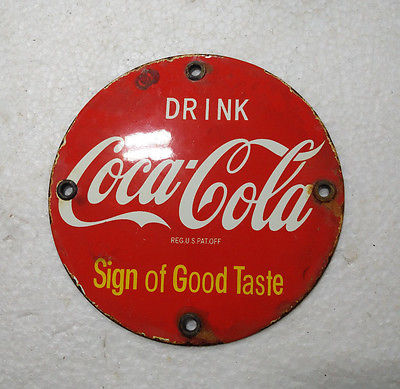 DRINK
Coca-Cola
REG.U.S.PAT.OFF
Sign of Good Taste